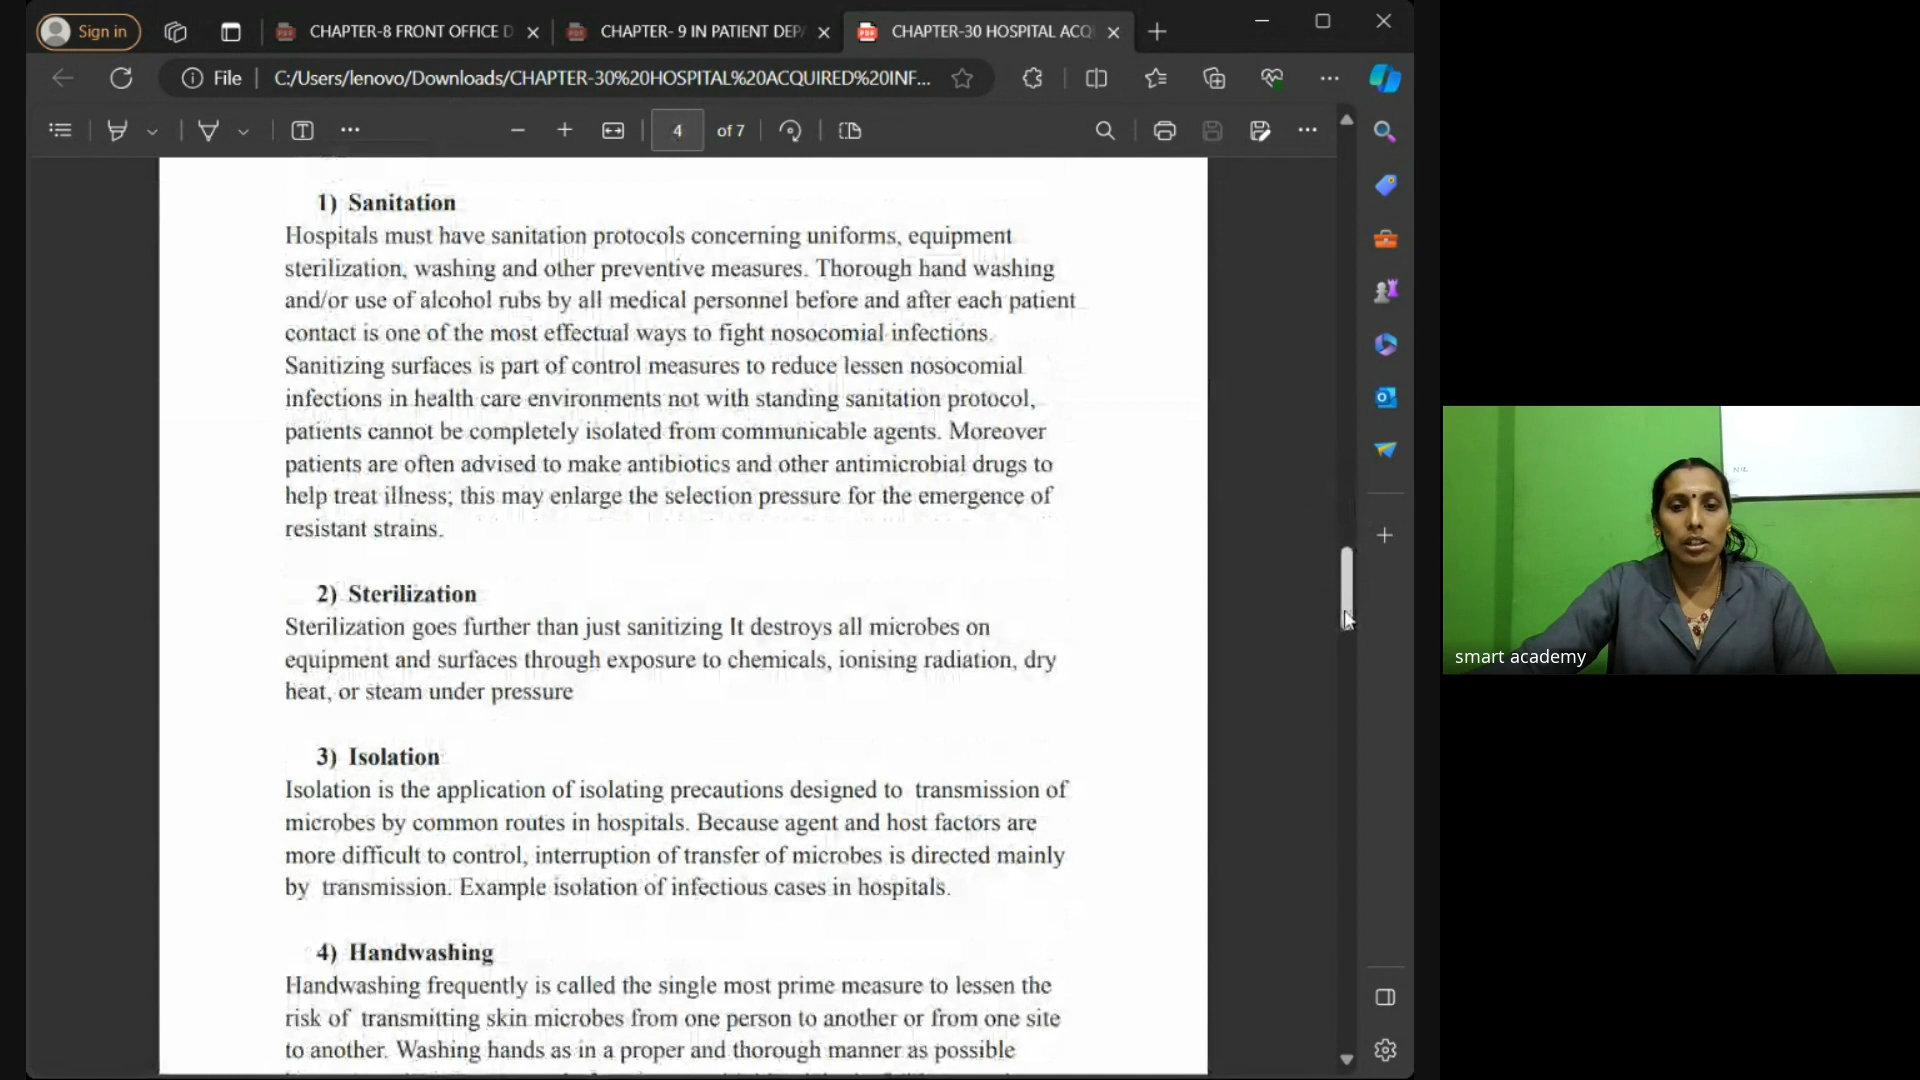 Sign in
CHAPTER-8 FRONT OFFICE D
CHAPTER- 9 IN PATIENT DEP
CHAPTER-30 HOSPITAL ACQ
File
C:/Users/lenovo/Downloads/CHAPTER-30%20HOSPITAL%20ACQUIRED%20INF...
4 of 7
1) Sanitation
Hospitals must have sanitation protocols concerning uniforms, equipment
sterilization, washing and other preventive measures. Thorough hand washing
and/or use of alcohol rubs by all medical personnel before and after each patient
contact is one of the most effectual ways to fight nosocomial infections.
Sanitizing surfaces is part of control measures to reduce lessen nosocomial
infections in health care environments not with standing sanitation protocol,
patients cannot be completely isolated from communicable agents. Moreover
patients are often advised to make antibiotics and other antimicrobial drugs to
help treat illness; this may enlarge the selection pressure for the emergence of
resistant strains.
2) Sterilization
Sterilization goes further than just sanitizing It destroys all microbes on
equipment and surfaces through exposure to chemicals, ionising radiation, dry
heat, or steam under pressure
3) Isolation
Isolation is the application of isolating precautions designed to transmission of
microbes by common routes in hospitals. Because agent and host factors are
more difficult to control, interruption of transfer of microbes is directed mainly
by transmission. Example isolation of infectious cases in hospitals.
4) Handwashing
Handwashing frequently is called the single most prime measure to lessen the
risk of transmitting skin microbes from one person to another or from one site
to another. Washing hands as in a proper and thorough manner as possible
smart academy